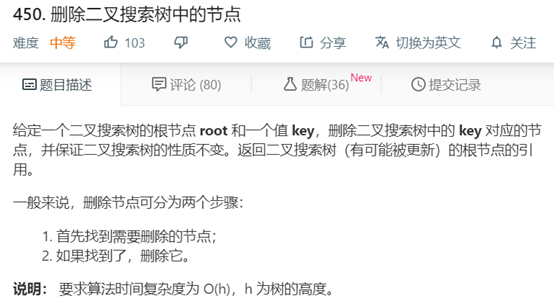 450. 删除二叉搜索树中的节点
难度 中等 103 收藏 分享 切换为英文 关注
题目描述 评论 (80) 题解(36) New 提交记录
给定一个二叉搜索树的根节点 root 和一个值 key，删除二叉搜索树中的 key 对应的节
点，并保证二叉搜索树的性质不变。返回二叉搜索树（有可能被更新）的根节点的引
用。
一般来说，删除节点可分为两个步骤：
1. 首先找到需要删除的节点；
2. 如果找到了，删除它。
说明： 要求算法时间复杂度为 O(h)，h 为树的高度。